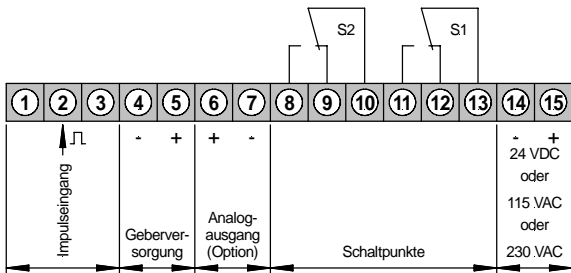 S2
S1
1 2 3 4 5 6 7 8 9 10 11 12 13 14 15
- + + - - +
Impulseingang
Geberver-
sorgung
Analog-
ausgang
(Option)
Schaltpunkte
24 VDC
oder
115 VAC
oder
230 VAC